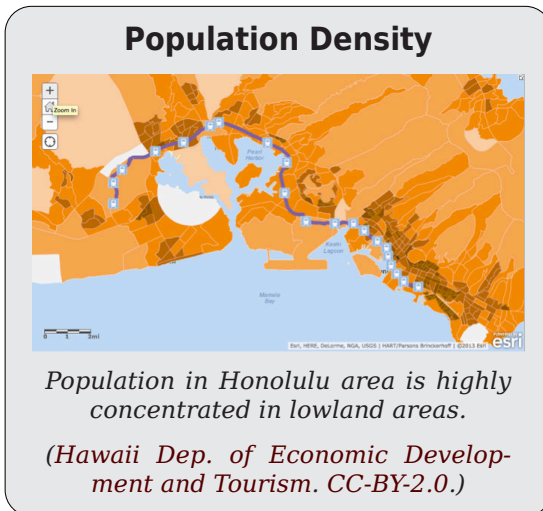 Population Density
+
Zoom in
−
Pearl
Harbor
Keehi
Lagoon
Mamala
Bay
0 1 2mi
Esri, HERE, DeLorme, NGA, USGS | HART/Parsons Brinckerhoff | ©2013 Esri
esri
Population in Honolulu area is highly
concentrated in lowland areas.
(Hawaii Dep. of Economic Develop-
ment and Tourism. CC-BY-2.0.)